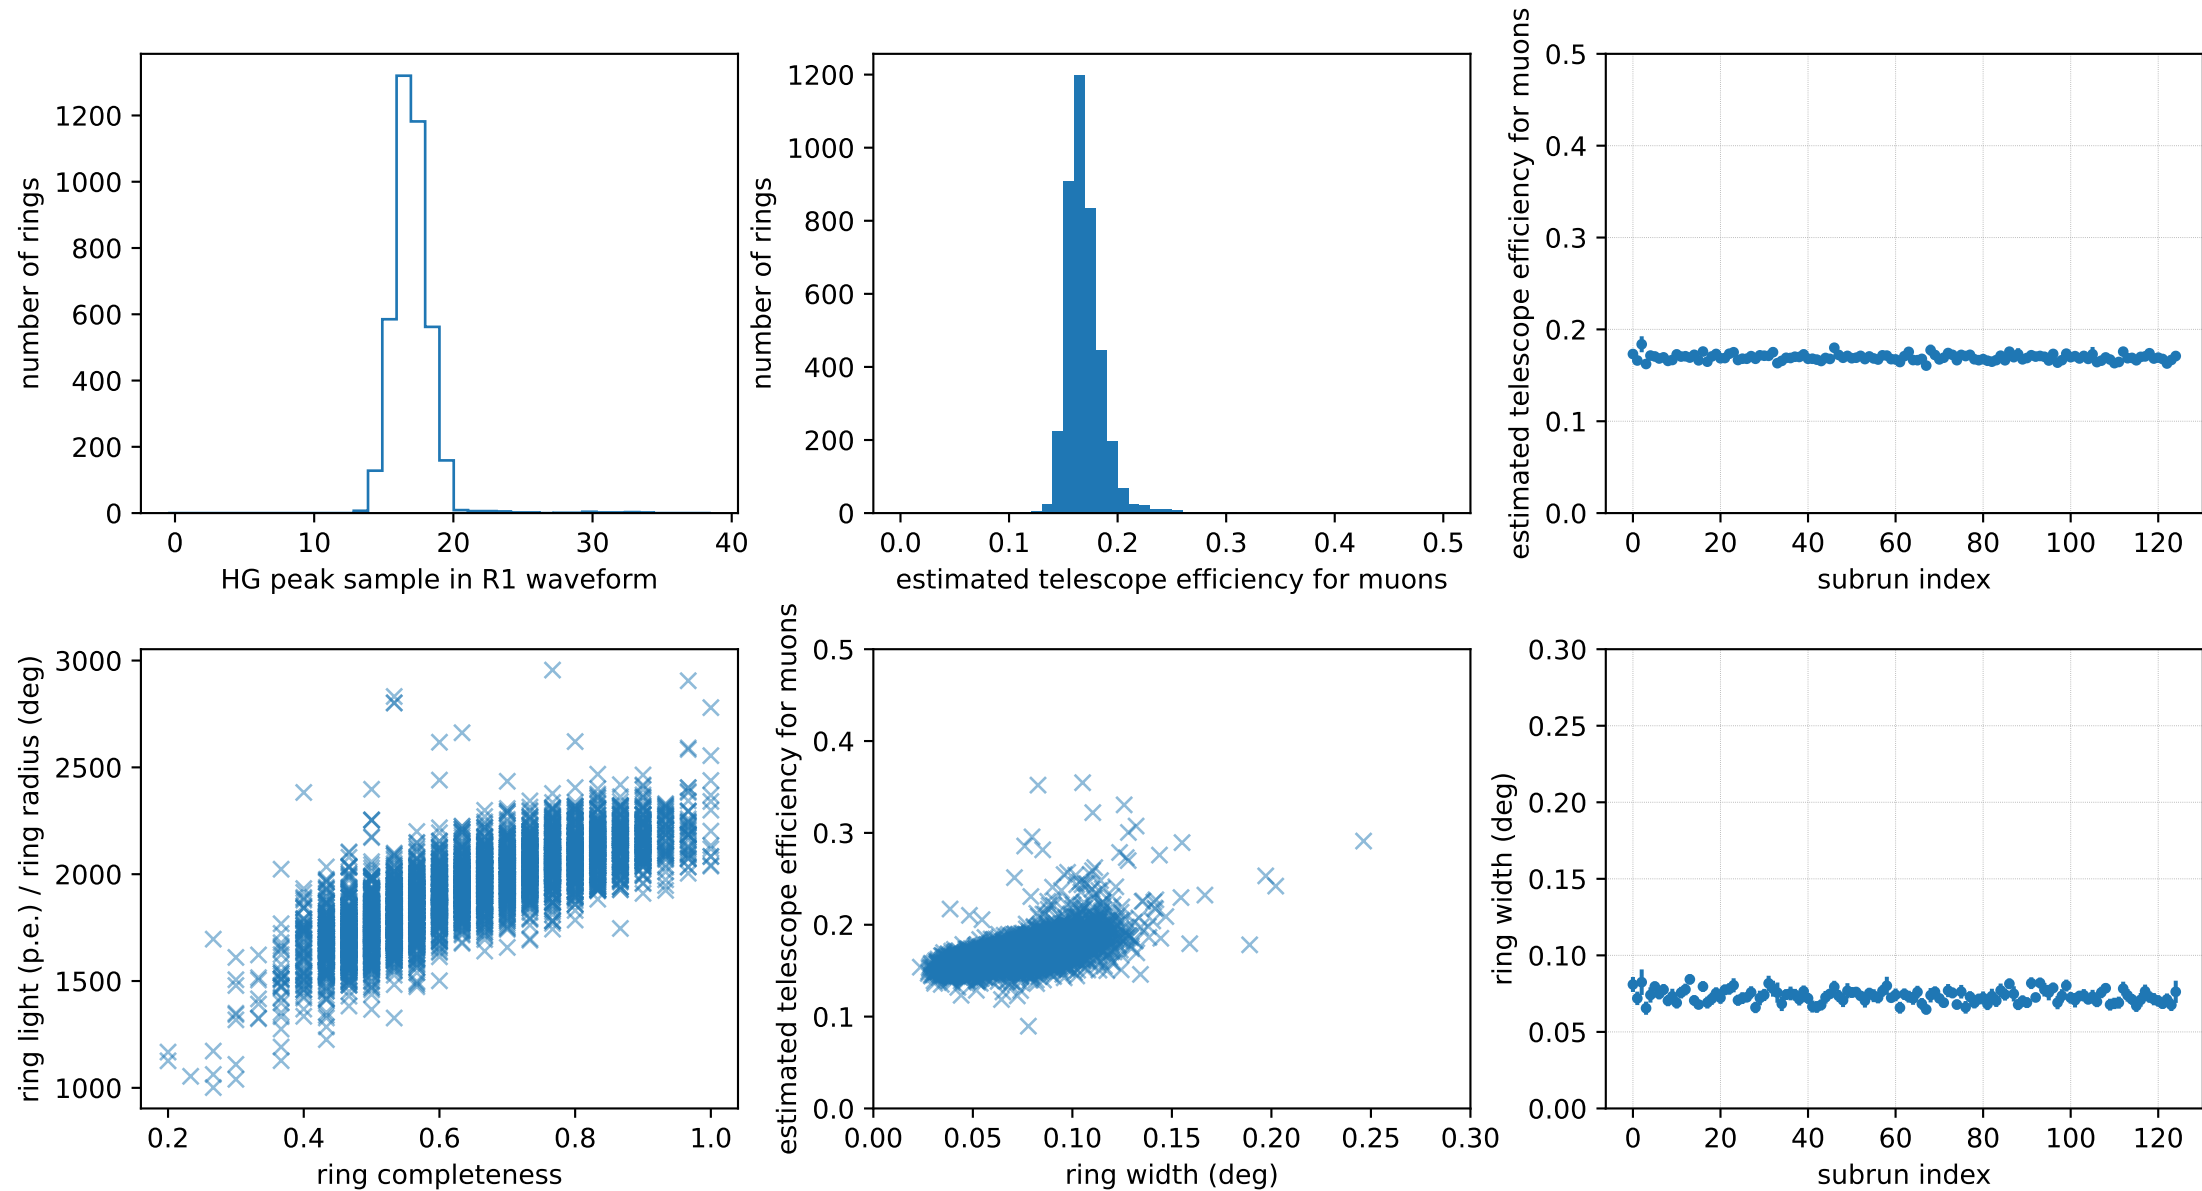 number of rings
1200
1000
800
600
400
200
0
0 10 20 30 40
HG peak sample in R1 waveform
number of rings
1200
1000
800
600
400
200
0
0.0 0.1 0.2 0.3 0.4 0.5
estimated telescope efficiency for muons
estimated telescope efficiency for muons
0.5
0.4
0.3
0.2
0.1
0.0
0 20 40 60 80 100 120
subrun index
ring light (p.e.) / ring radius (deg)
3000
2500
2000
1500
1000
0.2 0.4 0.6 0.8 1.0
ring completeness
estimated telescope efficiency for muons
0.5
0.4
0.3
0.2
0.1
0.0
0.00 0.05 0.10 0.15 0.20 0.25 0.30
ring width (deg)
ring width (deg)
0.30
0.25
0.20
0.15
0.10
0.05
0.00
0 20 40 60 80 100 120
subrun index